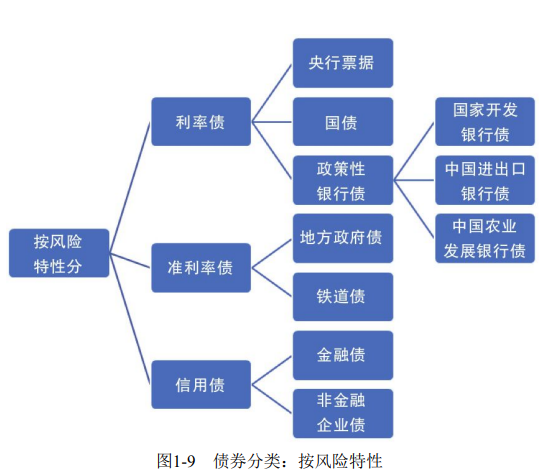 按风险
特性分
利率债
央行票据
国债
政策性
银行债
国家开发
银行债
中国进出口
银行债
中国农业
发展银行债
准利率债
地方政府债
铁道债
信用债
金融债
非金融
企业债
图1-9 债券分类：按风险特性